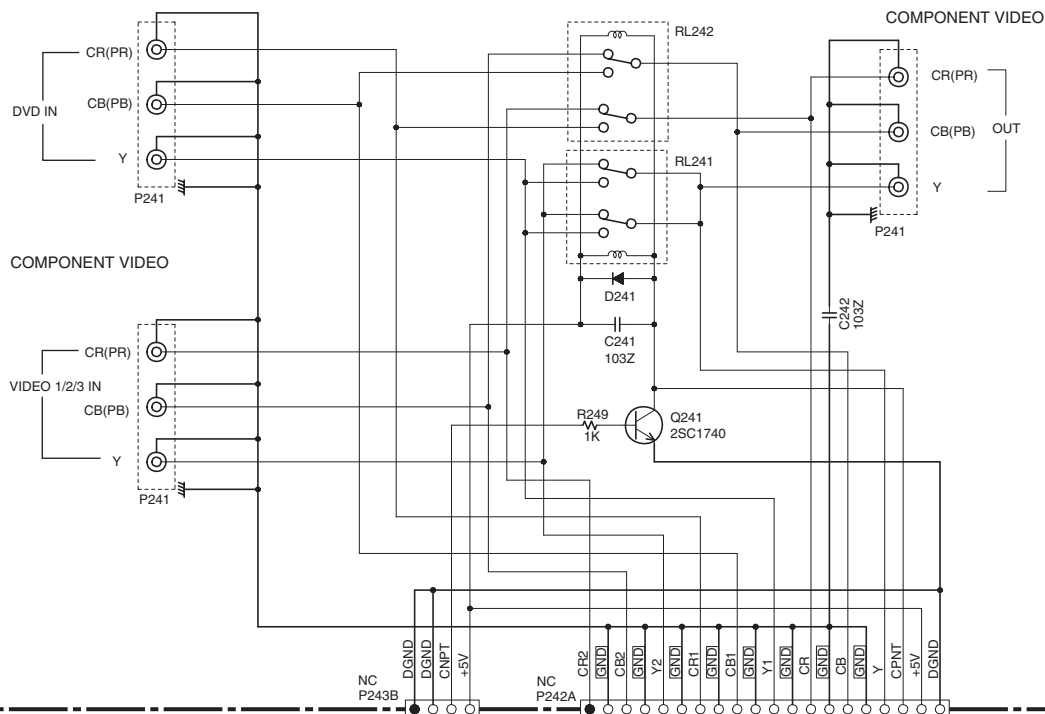 COMPONENT VIDEO
RL242
CR(PR)
CR(PR)
CB(PB)
DVD IN
CB(PB)
OUT
Y
RL241
Y
P241
P241
COMPONENT VIDEO
D241
C241
103Z
C242
103Z
CR(PR)
VIDEO 1/2/3 IN
CB(PB)
R249
1K
Q241
2SC1740
Y
P241
DGND
DGND
CNPT
+5V
CR2
GND
CB2
GND
Y2
GND
CR1
GND
CB1
GND
Y1
GND
CR
GND
CB
GND
Y
CPNT
+5V
DGND
NC
P243B
NC
P242A